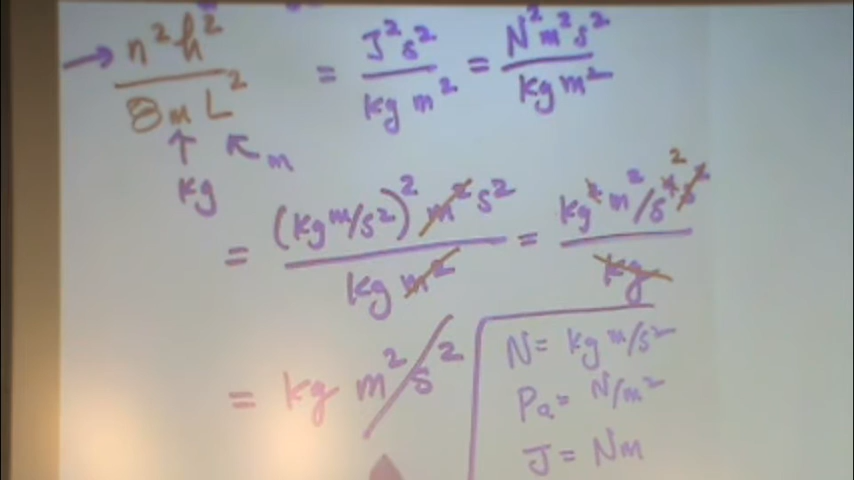 → n²h²/8mL² = J²s²/kg m² = N²m²s²/kg m²
↑ ↖ m
kg
= (kg m/s²)² m² s²/kg m² = kg² m²/s⁴ ² s²/kg
= kg m²/s²
N = kg m/s²
Pa = N/m²
J = Nm